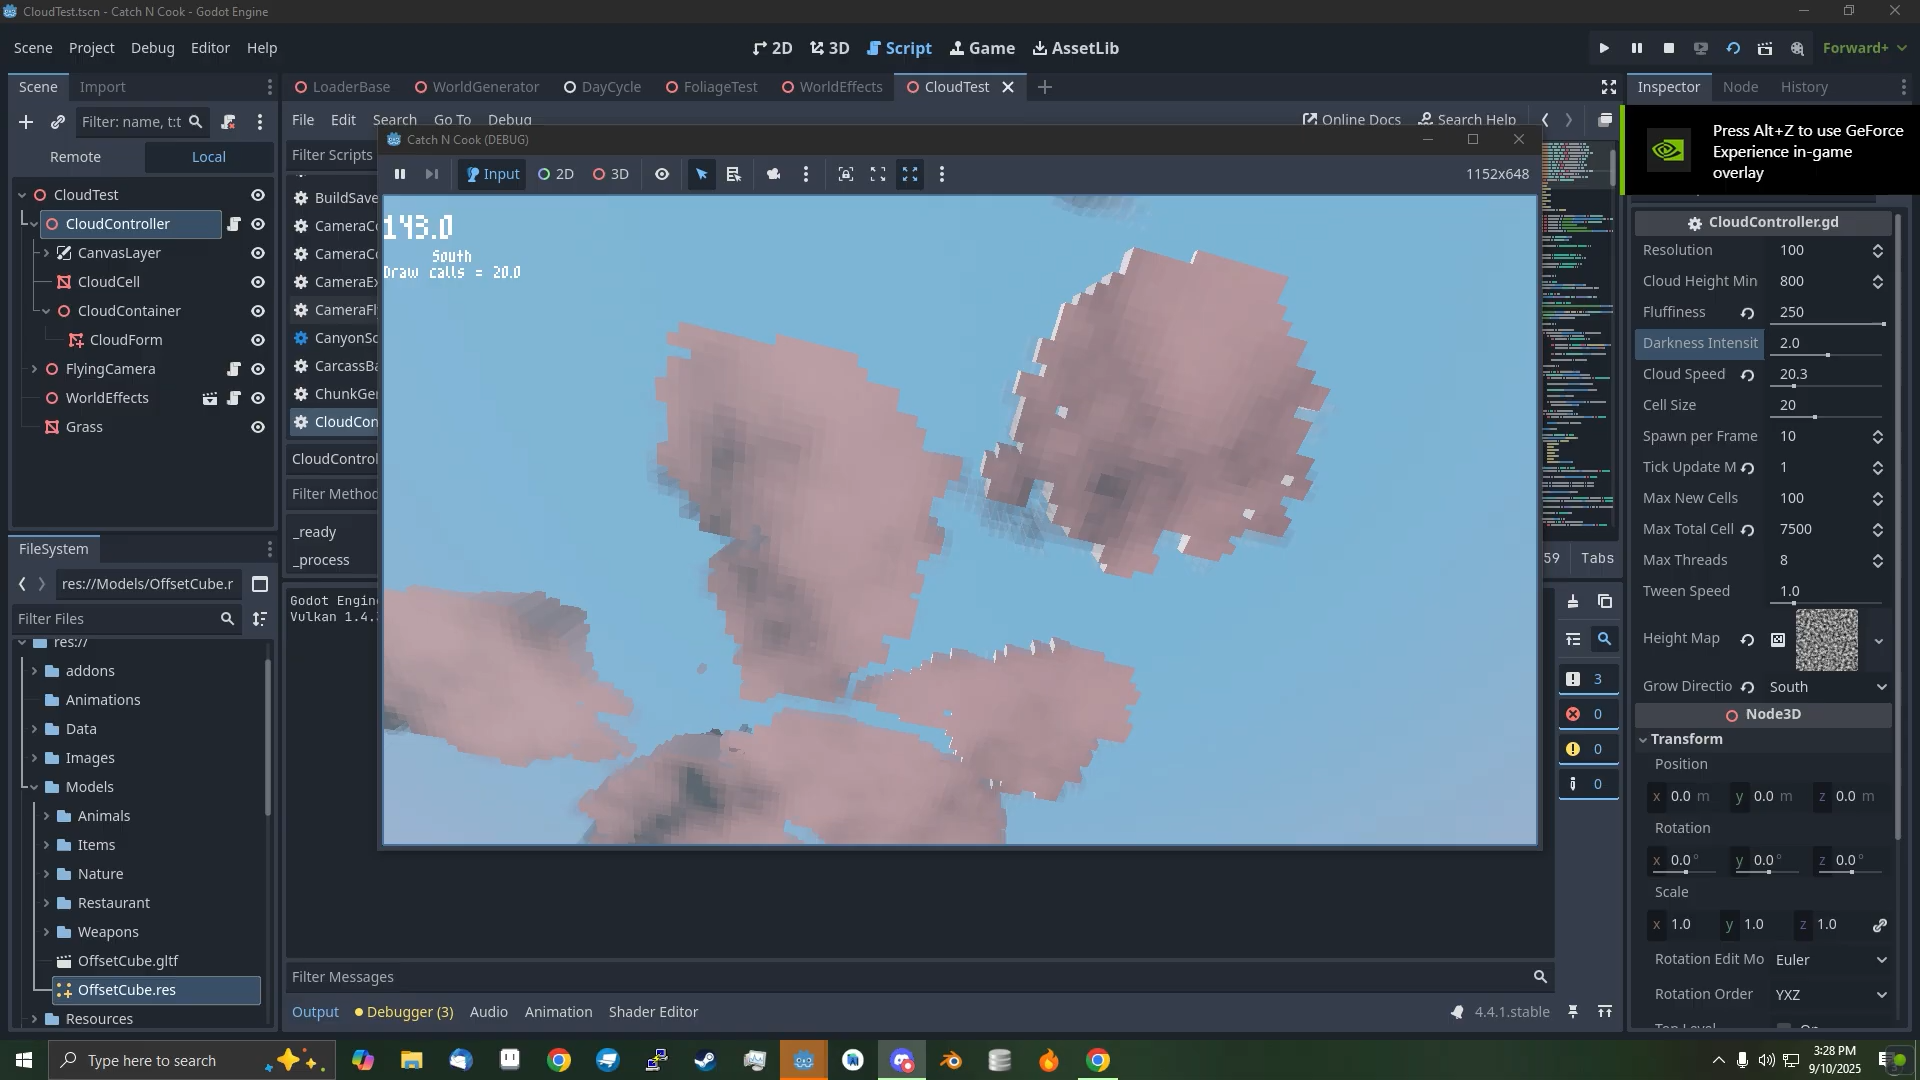 CloudTest.tscn - Catch N Cook - Godot Engine
Scene Project Debug Editor Help
2D 3D Script Game AssetLib
Forward+
Scene Import
LoaderBase WorldGenerator DayCycle FoliageTest WorldEffects CloudTest
Inspector Node History
Press Alt+Z to use GeForce
Experience in-game
overlay
Filter: name, t:t
File Edit Search Go To Debug
Online Docs Search Help
Remote Local
Filter Scripts
Catch N Cook (DEBUG)
Input 2D 3D
1152x648
CloudTest
CloudController
CanvasLayer
CloudCell
CloudContainer
CloudForm
FlyingCamera
WorldEffects
Grass
BuildSave
CameraCo
CameraCo
CameraEx
CameraFl
CanyonSc
CarcassBa
ChunkGen
CloudCon
CloudControl
Filter Method
_ready
_process
143.0
South
Draw calls = 20.0
CloudController.gd
Resolution 100
Cloud Height Min 800
Fluffiness 250
Darkness Intensit 2.0
Cloud Speed 20.3
Cell Size 20
Spawn per Frame 10
Tick Update M 1
Max New Cells 100
Max Total Cell 7500
Max Threads 8
Tween Speed 1.0
Height Map
Grow Directio South
Node3D
Transform
Position
x 0.0 m y 0.0 m z 0.0 m
Rotation
x 0.0 ° y 0.0 ° z 0.0 °
Scale
x 1.0 y 1.0 z 1.0
Rotation Edit Mo Euler
Rotation Order YXZ
59 Tabs
3
0
0
0
FileSystem
res://Models/OffsetCube.r
Filter Files
res://
addons
Animations
Data
Images
Models
Animals
Items
Nature
Restaurant
Weapons
OffsetCube.gltf
OffsetCube.res
Resources
Godot Engine
Vulkan 1.4.
Filter Messages
Output Debugger (3) Audio Animation Shader Editor
4.4.1.stable
Type here to search
3:28 PM
9/10/2025